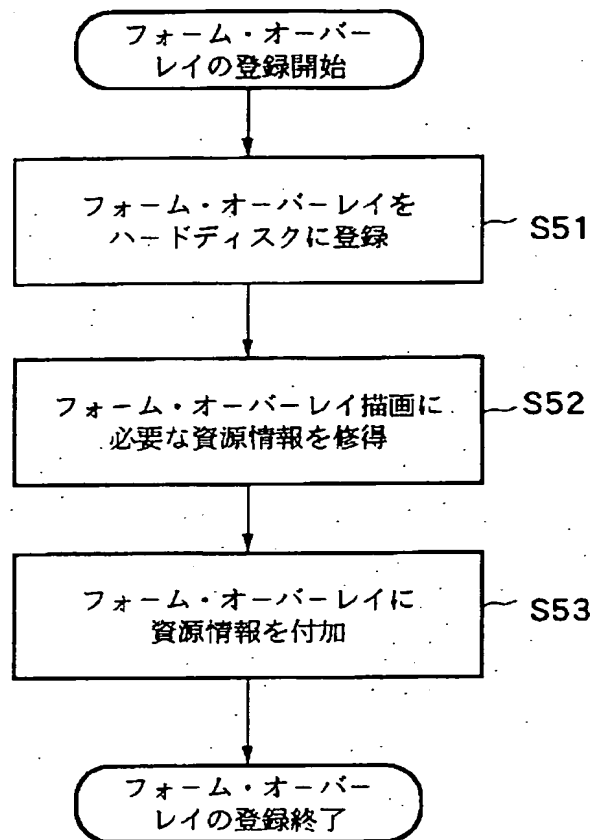 フォーム・オーバー
レイの登録開始
フォーム・オーバーレイを
ハードディスクに登録
S51
フォーム・オーバーレイ描画に
必要な資源情報を修得
S52
フォーム・オーバーレイに
資源情報を付加
S53
フォーム・オーバー
レイの登録終了